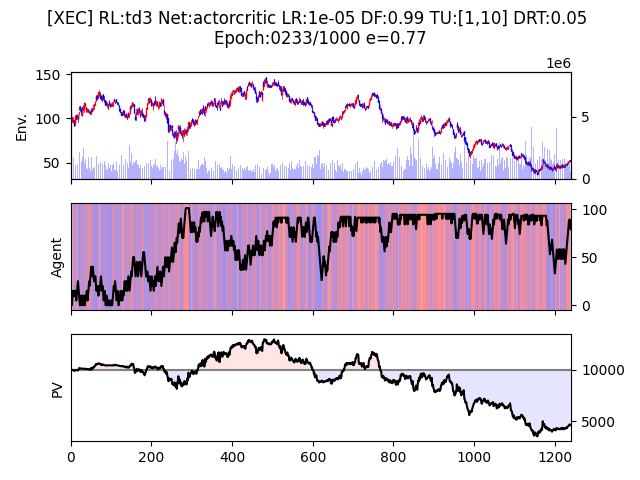 [XEC] RL:td3 Net:actorcritic LR:1e-05 DF:0.99 TU:[1,10] DRT:0.05
Epoch:0233/1000 e=0.77
1e6
150
100
50
Env.
5
0
Agent
100
50
0
PV
10000
5000
0 200 400 600 800 1000 1200